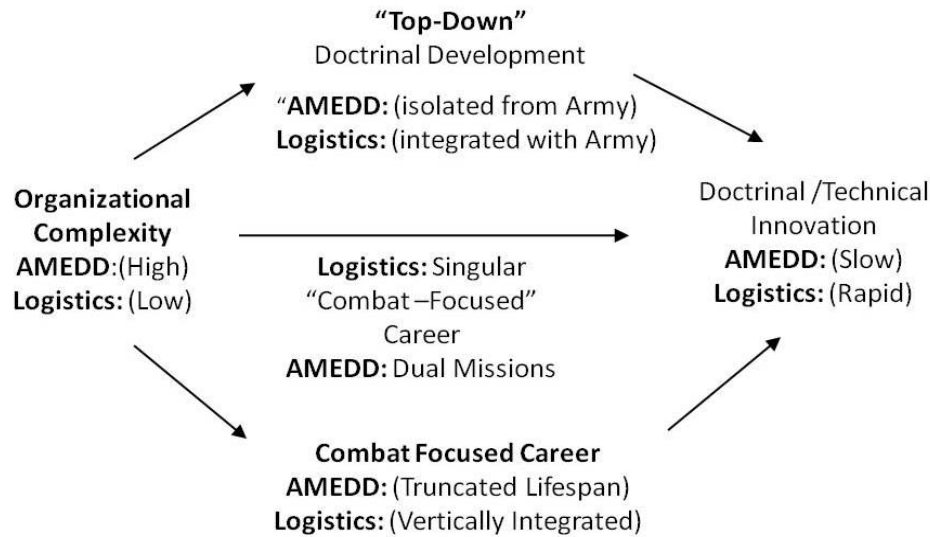 “Top-Down”
Doctrinal Development
“AMEDD: (isolated from Army)
Logistics: (integrated with Army)
Organizational
Complexity
AMEDD:(High)
Logistics: (Low)
Logistics: Singular
“Combat –Focused”
Career
AMEDD: Dual Missions
Doctrinal /Technical
Innovation
AMEDD: (Slow)
Logistics: (Rapid)
Combat Focused Career
AMEDD: (Truncated Lifespan)
Logistics: (Vertically Integrated)